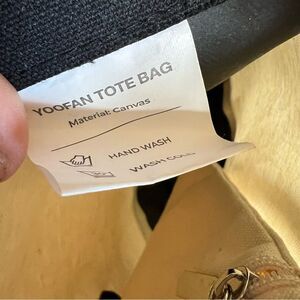 YOOFAN TOTE BAG
Material: Canvas
HAND WASH
WASH COLD